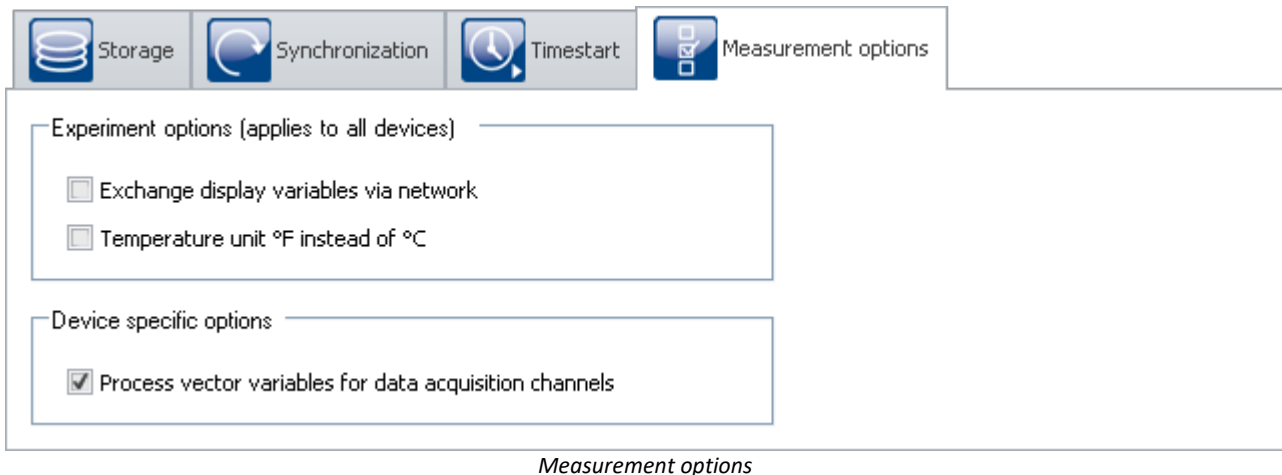 Storage Synchronization Timestart Measurement options
Experiment options (applies to all devices)
Exchange display variables via network
Temperature unit °F instead of °C
Device specific options
Process vector variables for data acquisition channels
Measurement options